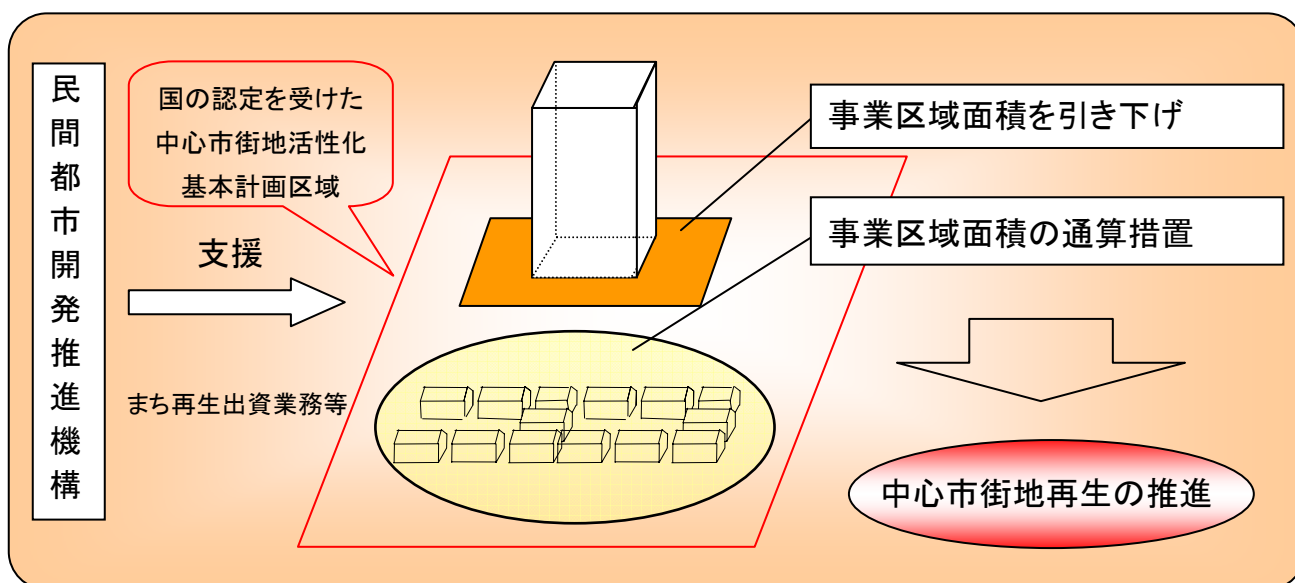 民間都市開発推進機構
国の認定を受けた
中心市街地活性化
基本計画区域
支援
まち再生出資業務等
事業区域面積を引き下げ
事業区域面積の通算措置
中心市街地再生の推進